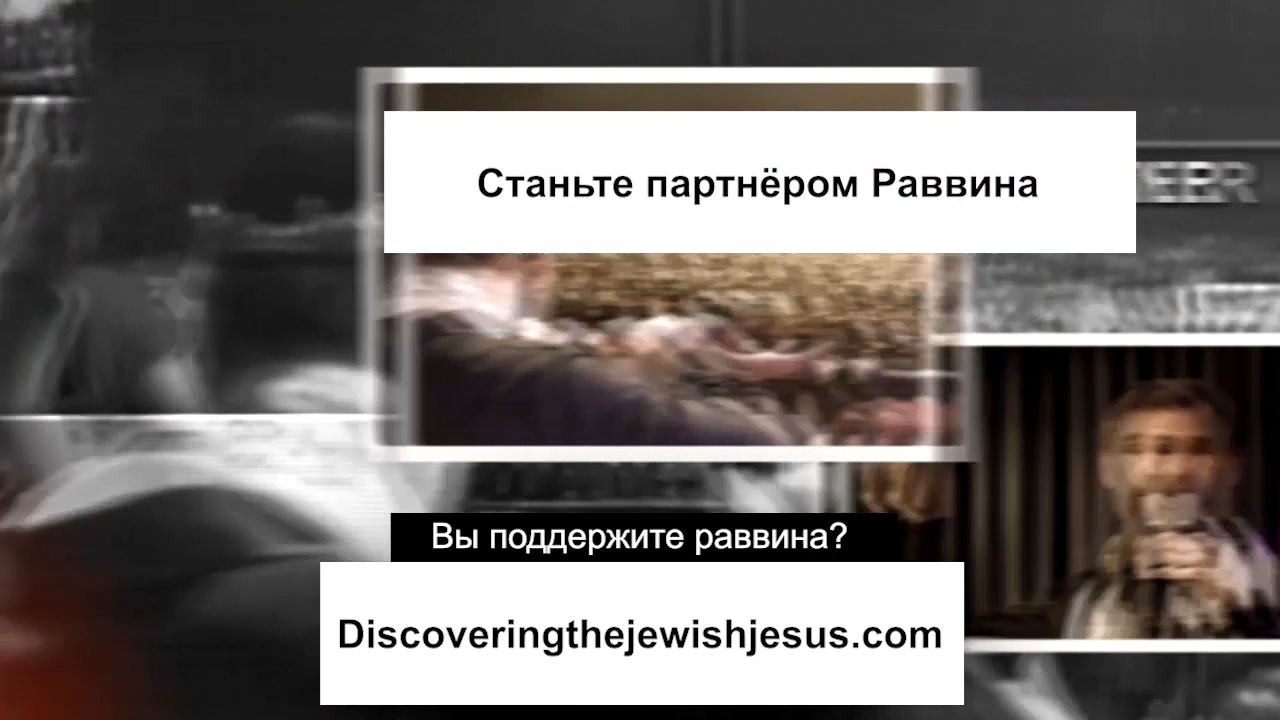 Станьте партнёром Раввина
Вы поддержите раввина?
Discoveringthejewishjesus.com